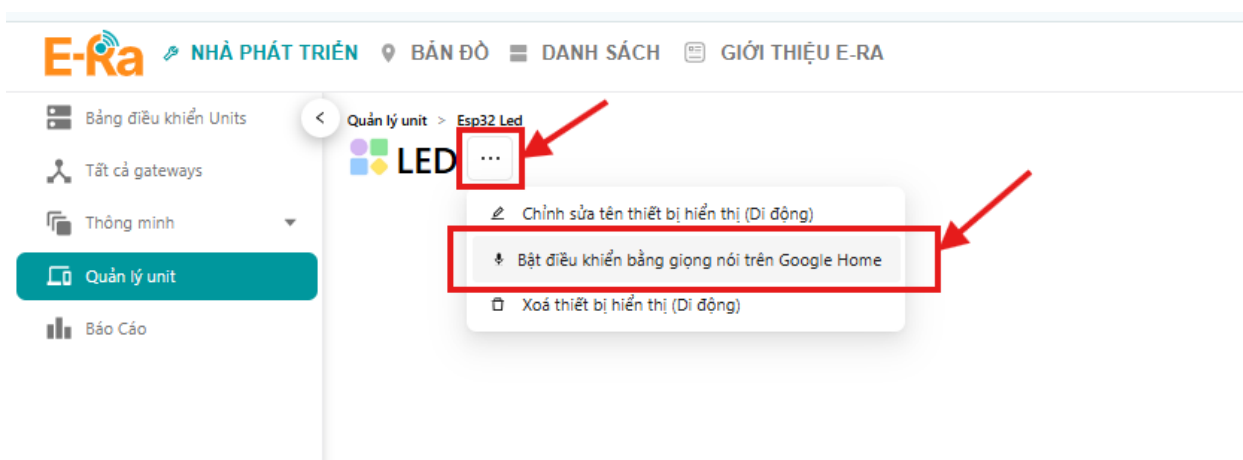 E-Ra NHÀ PHÁT TRIỂN BẢN ĐỒ DANH SÁCH GIỚI THIỆU E-RA
Bảng điều khiển Units
Tất cả gateways
Thông minh
Quản lý unit
Báo Cáo
Quản lý unit > Esp32 Led
LED ...
Chỉnh sửa tên thiết bị hiển thị (Di động)
Bật điều khiển bằng giọng nói trên Google Home
Xoá thiết bị hiển thị (Di động)